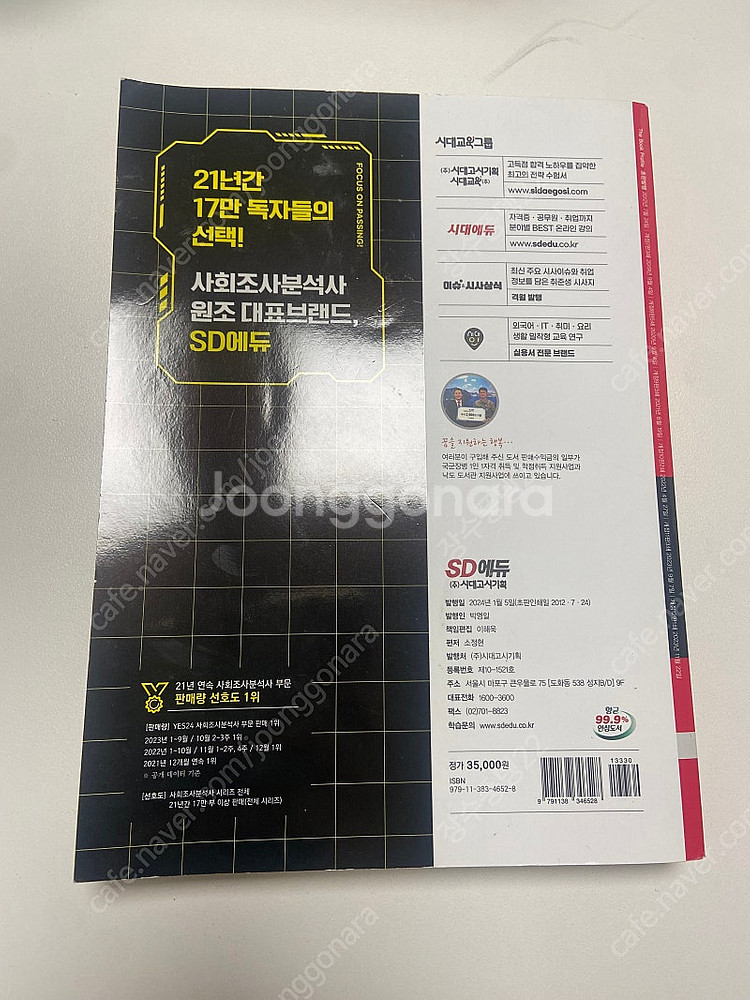 21년간
17만 독자들의
선택!
FOCUS ON PASSING!
사회조사분석사
원조 대표브랜드,
SD에듀
21년 연속 사회조사분석사 부문
판매량 선호도 1위
[판매량] YES24 사회조사분석사 부문 판매 1위
2023년 1~9월 / 10월 2~3주 1위
2022년 1~10월 / 11월 1~2주, 4주 / 12월 1위
2021년 12개월 연속 1위
※ 공개 데이터 기준
[선호도] 사회조사분석사 시리즈 전체
21년간 17만 부 이상 판매(전체 시리즈)
시대교육그룹
(주)시대고시기획
시대교육(주)
고득점 합격 노하우를 집약한
최고의 전략 수험서
www.sidaegosi.com
시대에듀
자격증 · 공무원 · 취업까지
분야별 BEST 온라인 강의
www.sdedu.co.kr
이슈&시사상식
최신 주요 시사이슈와 취업
정보를 담은 취준생 시사지
격월 발행
외국어 · IT · 취미 · 요리
생활 밀착형 교육 연구
실용서 전문 브랜드
꿈을 지원하는 행복…
여러분이 구입해 주신 도서 판매수익금의 일부가
국군장병 1인 1자격 취득 및 학점취득 지원사업과
낙도 도서관 지원사업에 쓰이고 있습니다.
SD에듀
(주)시대고시기획
발행일 2024년 1월 5일(초판인쇄일 2012 · 7 · 24)
발행인 박영일
책임편집 이해욱
편저 소정현
발행처 (주)시대고시기획
등록번호 제10-1521호
주소 서울시 마포구 큰우물로 75 [도화동 538 성지B/D] 9F
대표전화 1600-3600
팩스 (02)701-8823
학습문의 www.sdedu.co.kr
항균
99.9%
안심도서
정가 35,000원
ISBN
979-11-383-4652-8
13330
9 791138 346528
Joonggonara
cafe.naver.com/joonggonara